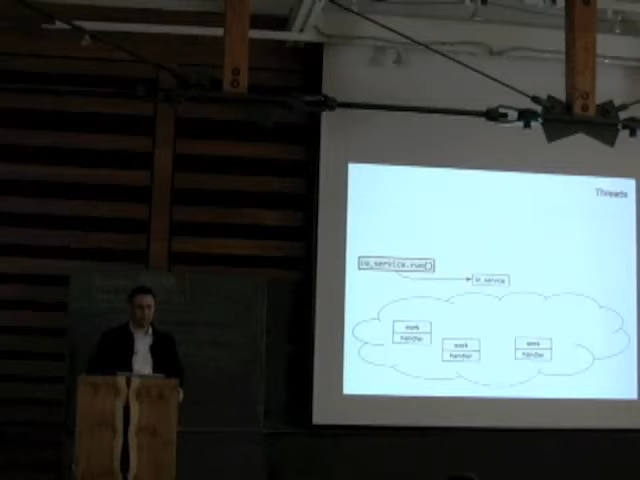 Threads
io_service.run()
io_service
work
handler
work
handler
work
handler